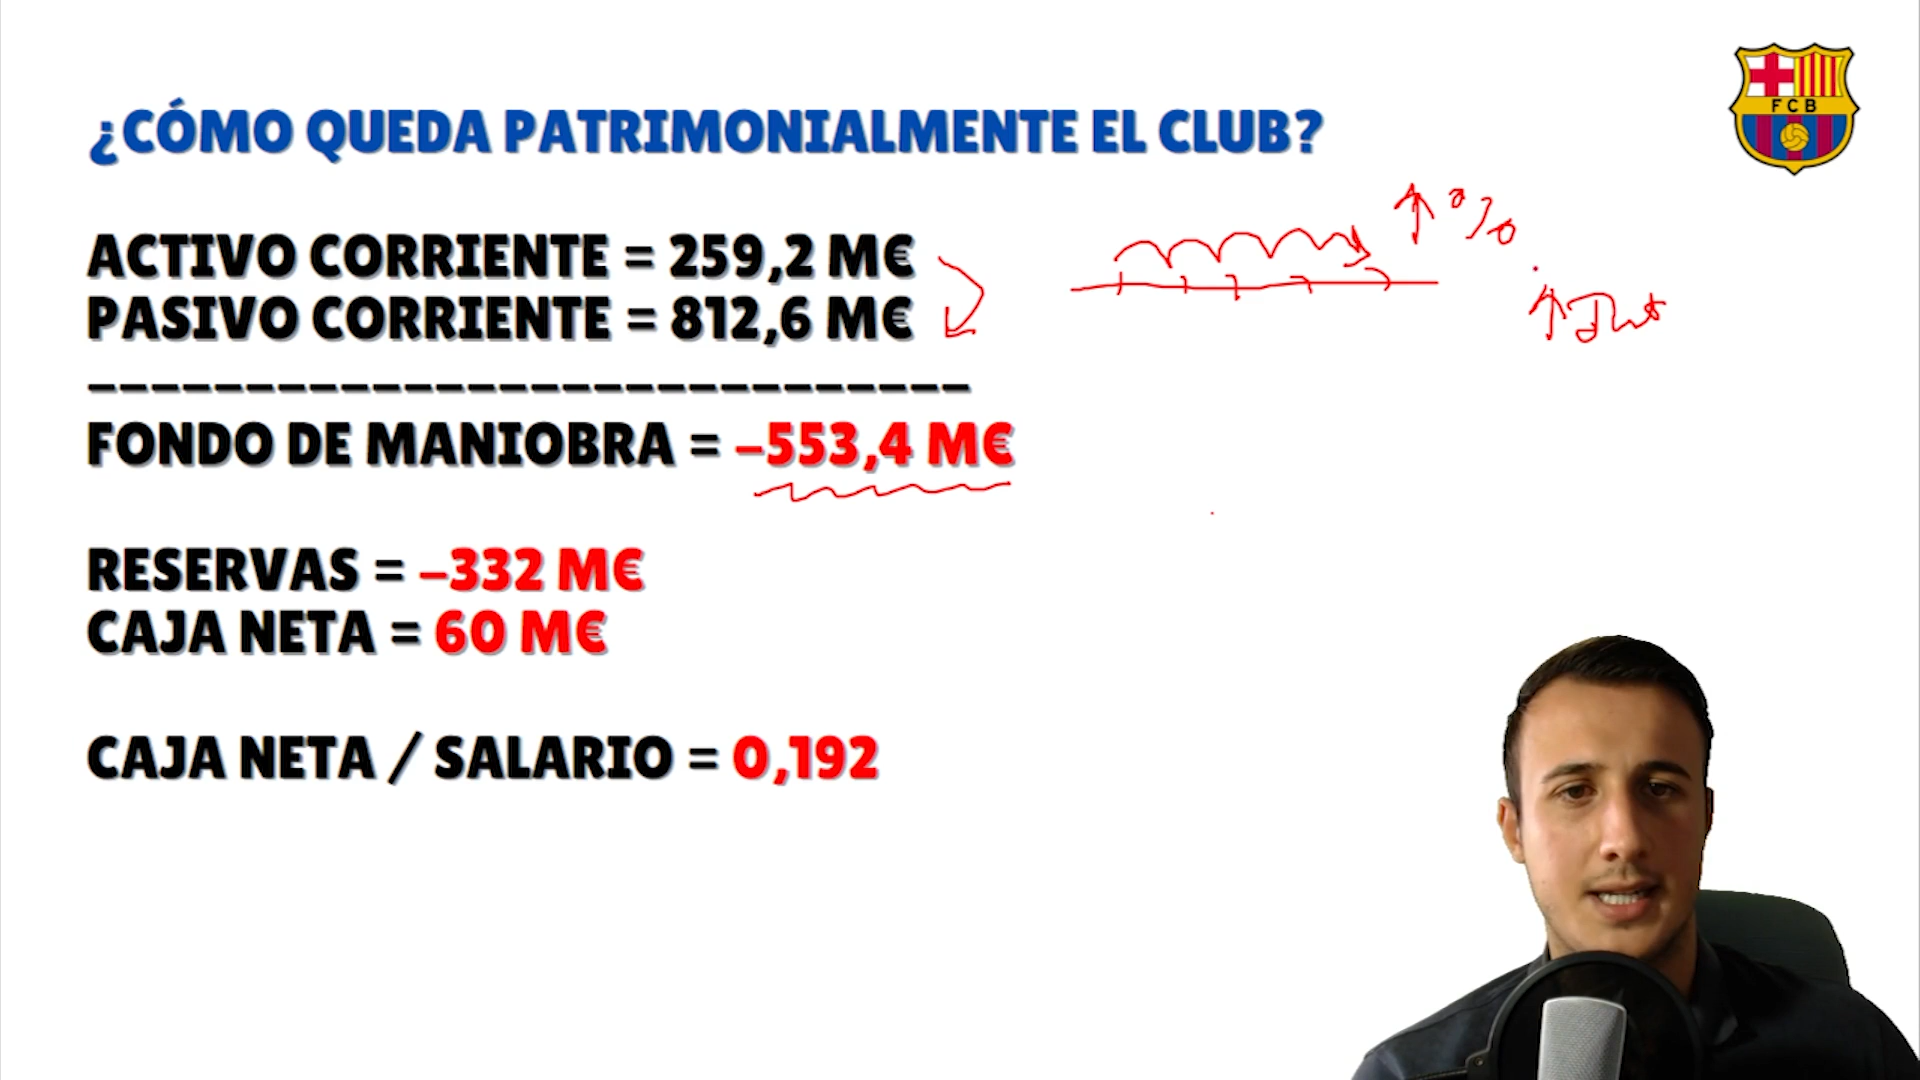 FCB
¿CÓMO QUEDA PATRIMONIALMENTE EL CLUB?
ACTIVO CORRIENTE = 259,2 M€
PASIVO CORRIENTE = 812,6 M€
____________________________
FONDO DE MANIOBRA = -553,4 M€
RESERVAS = -332 M€
CAJA NETA = 60 M€
CAJA NETA / SALARIO = 0,192
↑ %